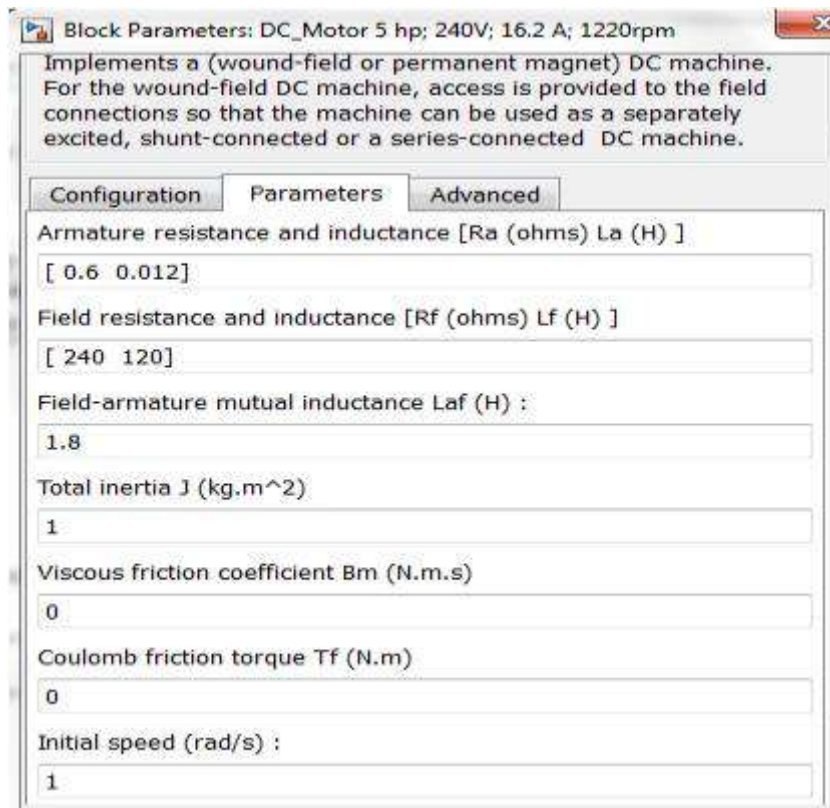 Block Parameters: DC_Motor 5 hp; 240V; 16.2 A; 1220rpm
Implements a (wound-field or permanent magnet) DC machine.
For the wound-field DC machine, access is provided to the field
connections so that the machine can be used as a separately
excited, shunt-connected or a series-connected DC machine.
Configuration Parameters Advanced
Armature resistance and inductance [Ra (ohms) La (H) ]
[ 0.6 0.012]
Field resistance and inductance [Rf (ohms) Lf (H) ]
[ 240 120]
Field-armature mutual inductance Laf (H) :
1.8
Total inertia J (kg.m^2)
1
Viscous friction coefficient Bm (N.m.s)
0
Coulomb friction torque Tf (N.m)
0
Initial speed (rad/s) :
1